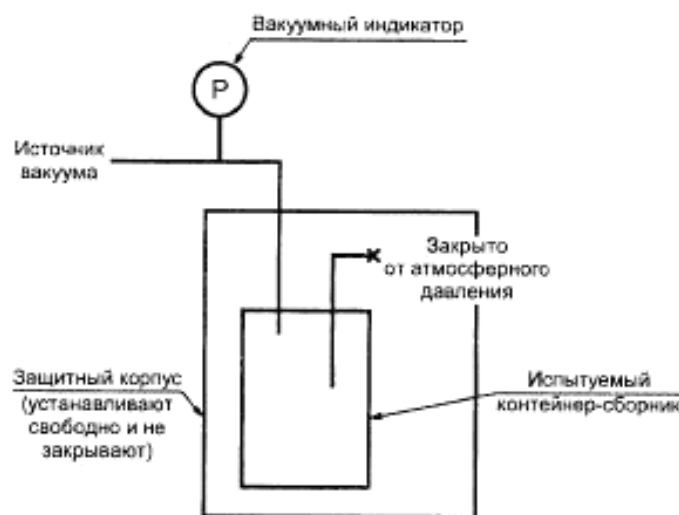 Вакуумный индикатор
P
Источник
вакуума
Закрыто
от атмосферного
давления
Защитный корпус
(устанавливают
свободно и не
закрывают)
Испытуемый
контейнер-сборник